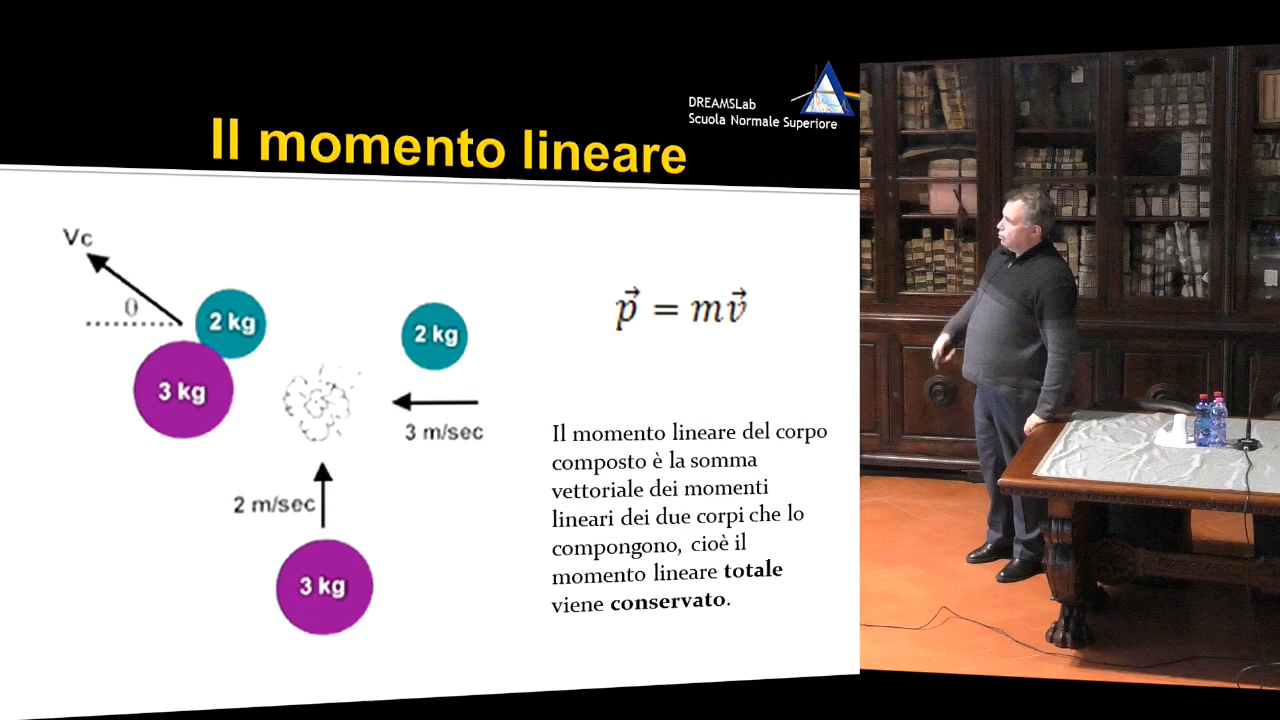 DREAMSLab
Scuola Normale Superiore
Il momento lineare
Vc
θ
2 kg
3 kg
2 kg
3 m/sec
2 m/sec
3 kg
p⃗ = mv⃗
Il momento lineare del corpo
composto è la somma
vettoriale dei momenti
lineari dei due corpi che lo
compongono, cioè il
momento lineare totale
viene conservato.